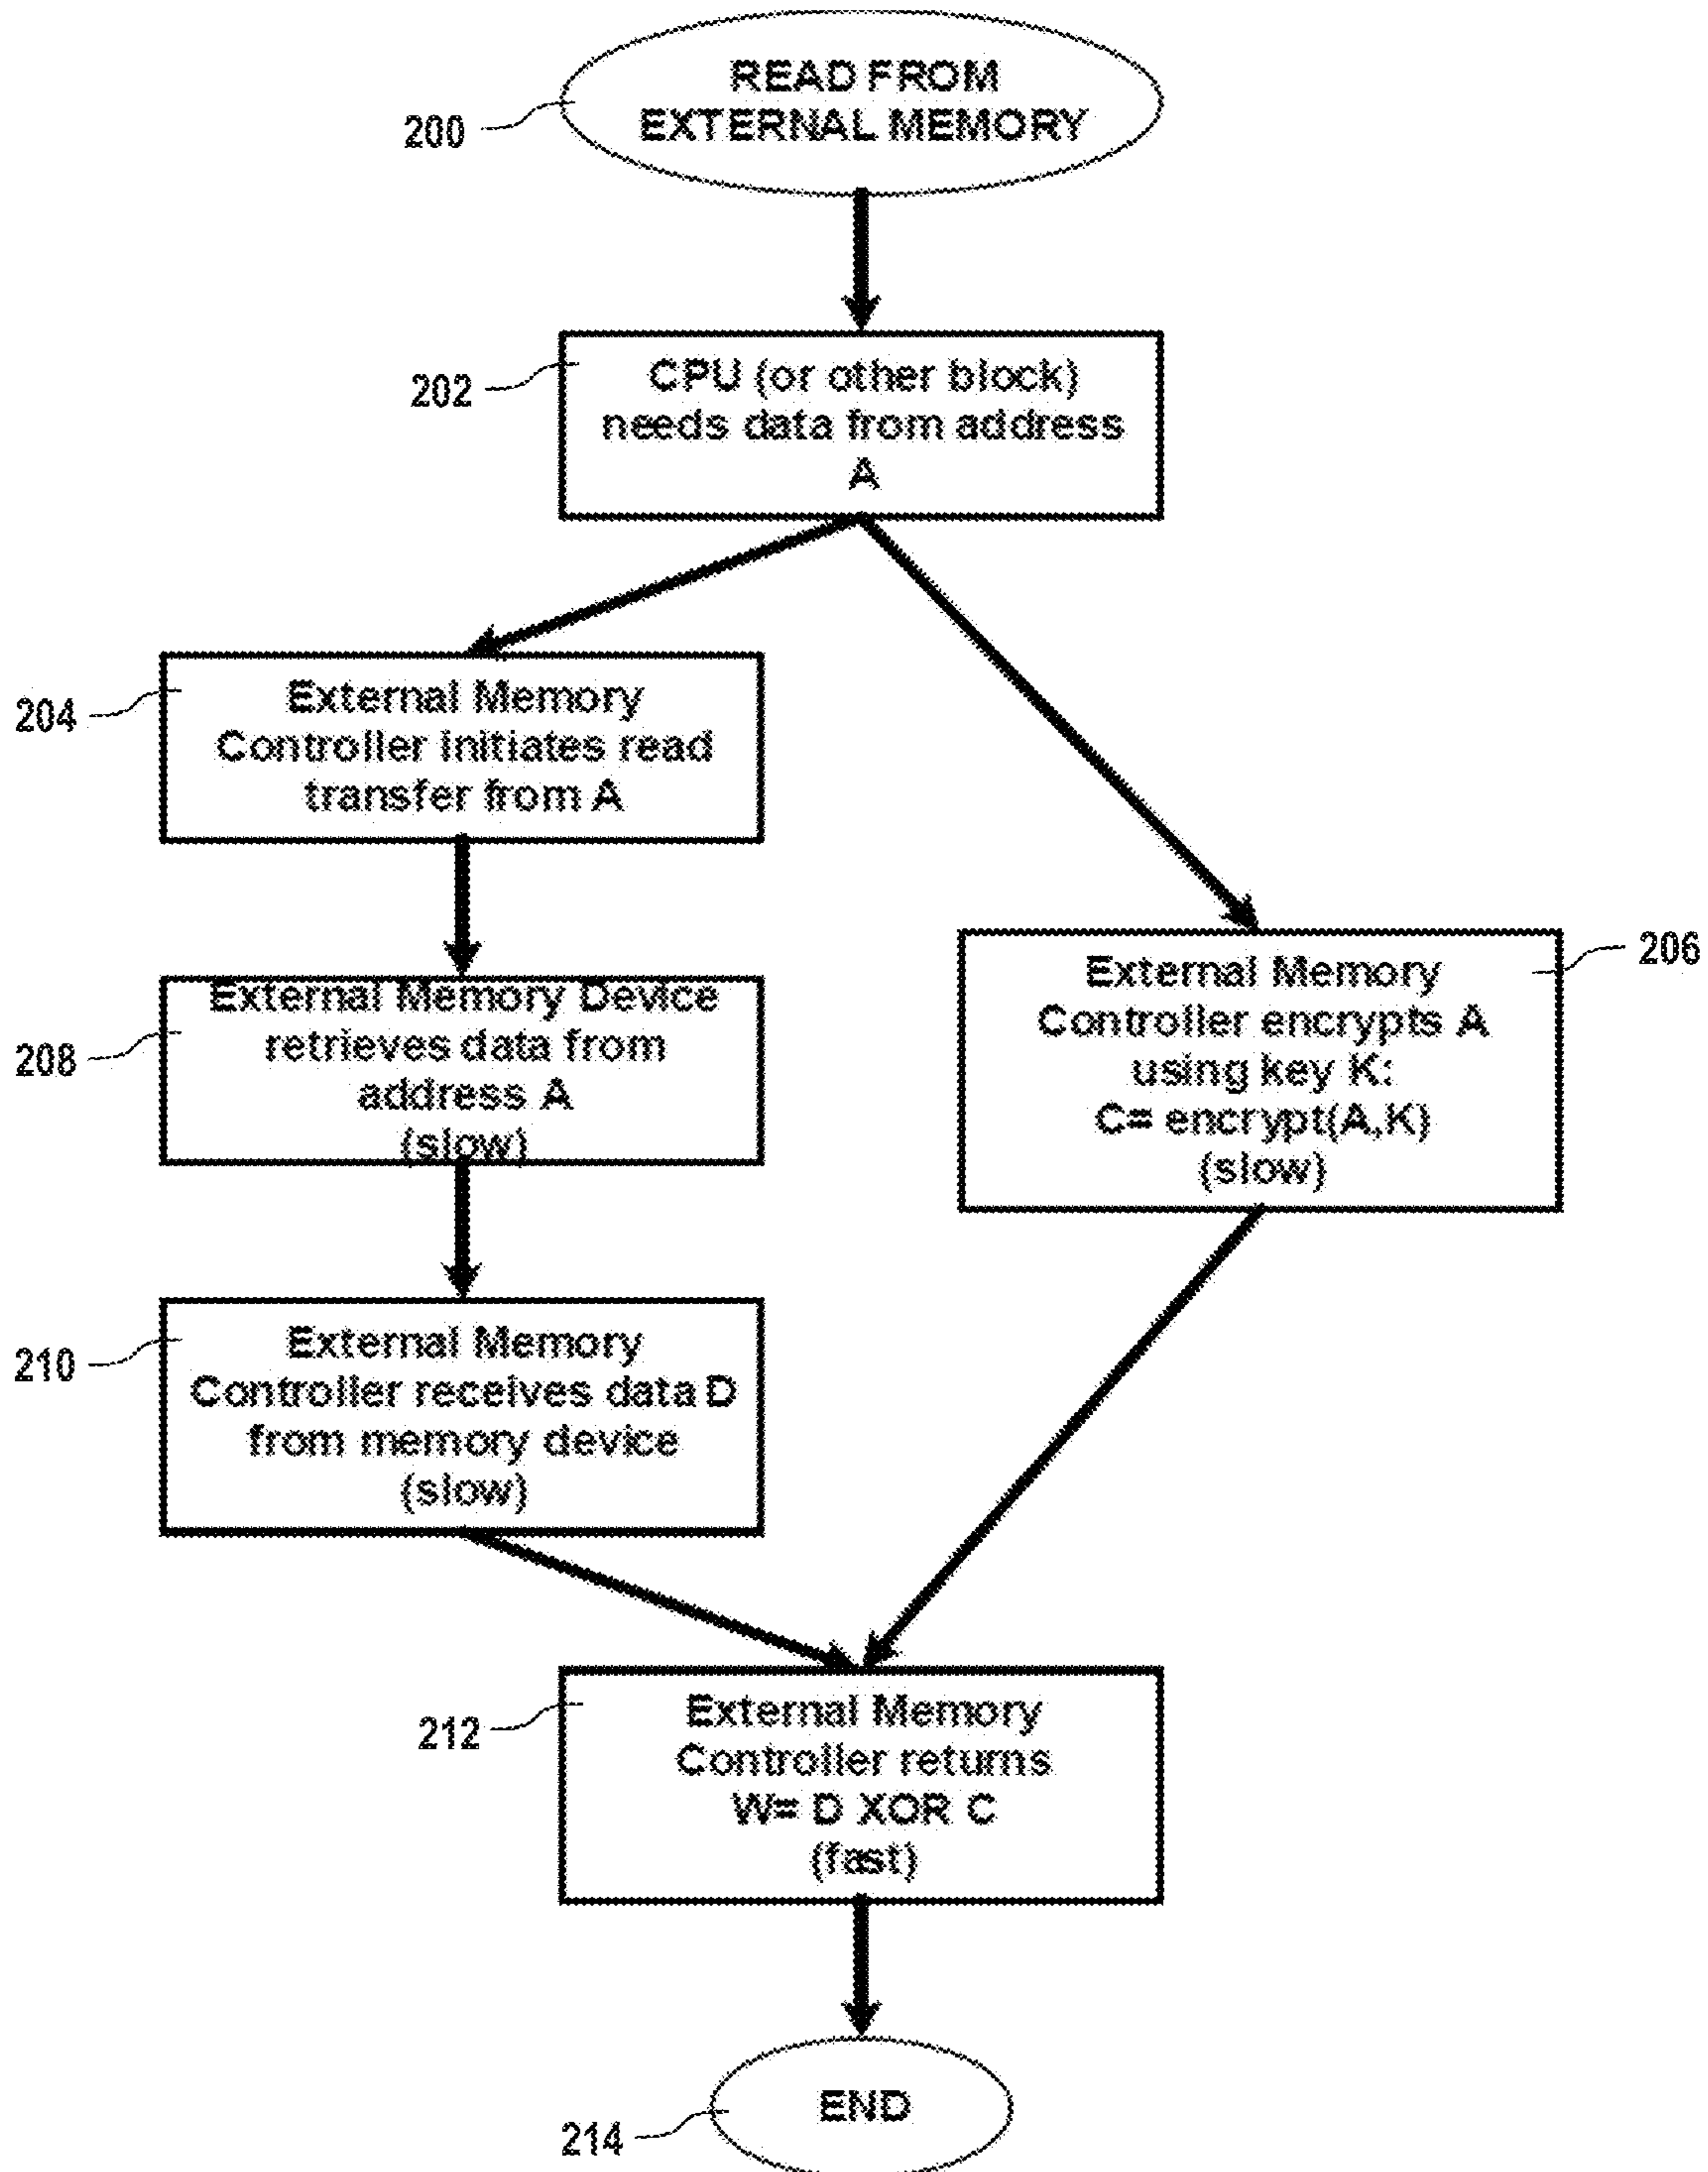 READ FROM
EXTERNAL MEMORY
200
202
CPU (or other block)
needs data from address
A
204
External Memory
Controller initiates read
transfer from A
206
External Memory
Controller encrypts A
using key K:
C= encrypt(A,K)
(slow)
208
External Memory Device
retrieves data from
address A
(slow)
210
External Memory
Controller receives data D
from memory device
(slow)
212
External Memory
Controller returns
W= D XOR C
(fast)
END
214